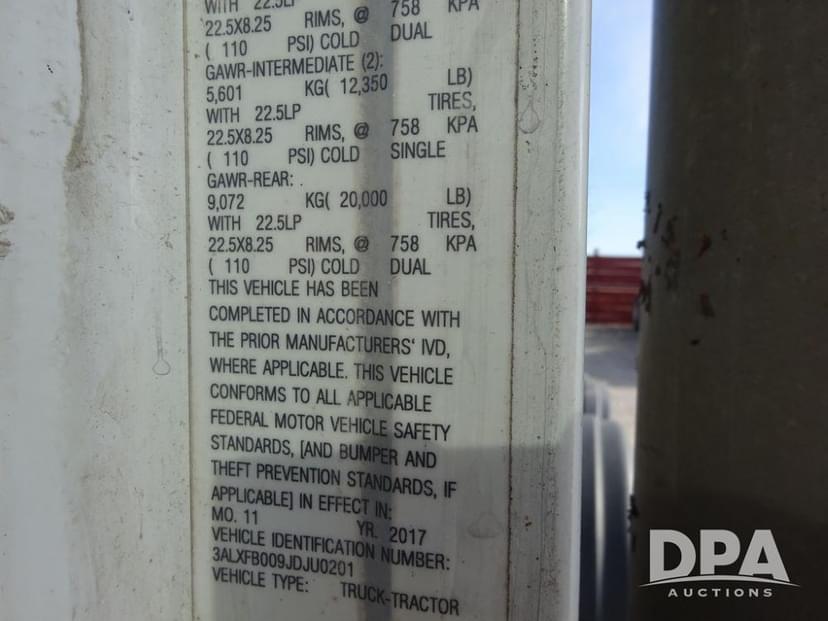 WITH 22.5LP 758 KPA
22.5X8.25 RIMS, @ DUAL
( 110 PSI) COLD
GAWR-INTERMEDIATE (2):
5,601 KG( 12,350 LB)
WITH 22.5LP TIRES,
22.5X8.25 RIMS, @ 758 KPA
( 110 PSI) COLD SINGLE
GAWR-REAR:
9,072 KG( 20,000 LB)
WITH 22.5LP TIRES,
22.5X8.25 RIMS, @ 758 KPA
( 110 PSI) COLD DUAL
THIS VEHICLE HAS BEEN
COMPLETED IN ACCORDANCE WITH
THE PRIOR MANUFACTURERS' IVD,
WHERE APPLICABLE. THIS VEHICLE
CONFORMS TO ALL APPLICABLE
FEDERAL MOTOR VEHICLE SAFETY
STANDARDS, [AND BUMPER AND
THEFT PREVENTION STANDARDS, IF
APPLICABLE] IN EFFECT IN:
MO. 11 YR. 2017
VEHICLE IDENTIFICATION NUMBER:
3ALXFB009JDJU0201
VEHICLE TYPE: TRUCK-TRACTOR
DPA
AUCTIONS